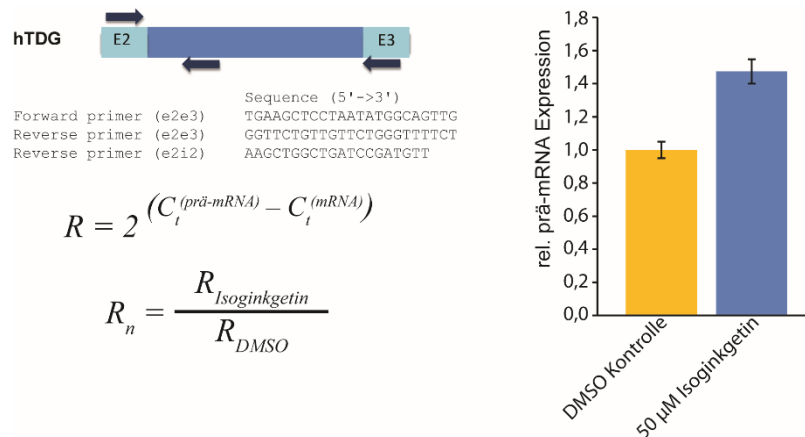 hTDG
E2
E3
Sequence (5'->3')
Forward primer (e2e3) TGAAGCTCCTAATATGGCAGTTG
Reverse primer (e2e3) GGTTCTGTTGTTCTGGGTTTTCT
Reverse primer (e2i2) AAGCTGGCTGATCCGATGTT
R = 2 (Ct(prä-mRNA) – Ct(mRNA))
Rn = RIsoginkgetin / RDMSO
rel. prä-mRNA Expression
1,8
1,6
1,4
1,2
1,0
0,8
0,6
0,4
0,2
0,0
DMSO Kontrolle
50 µM Isoginkgetin